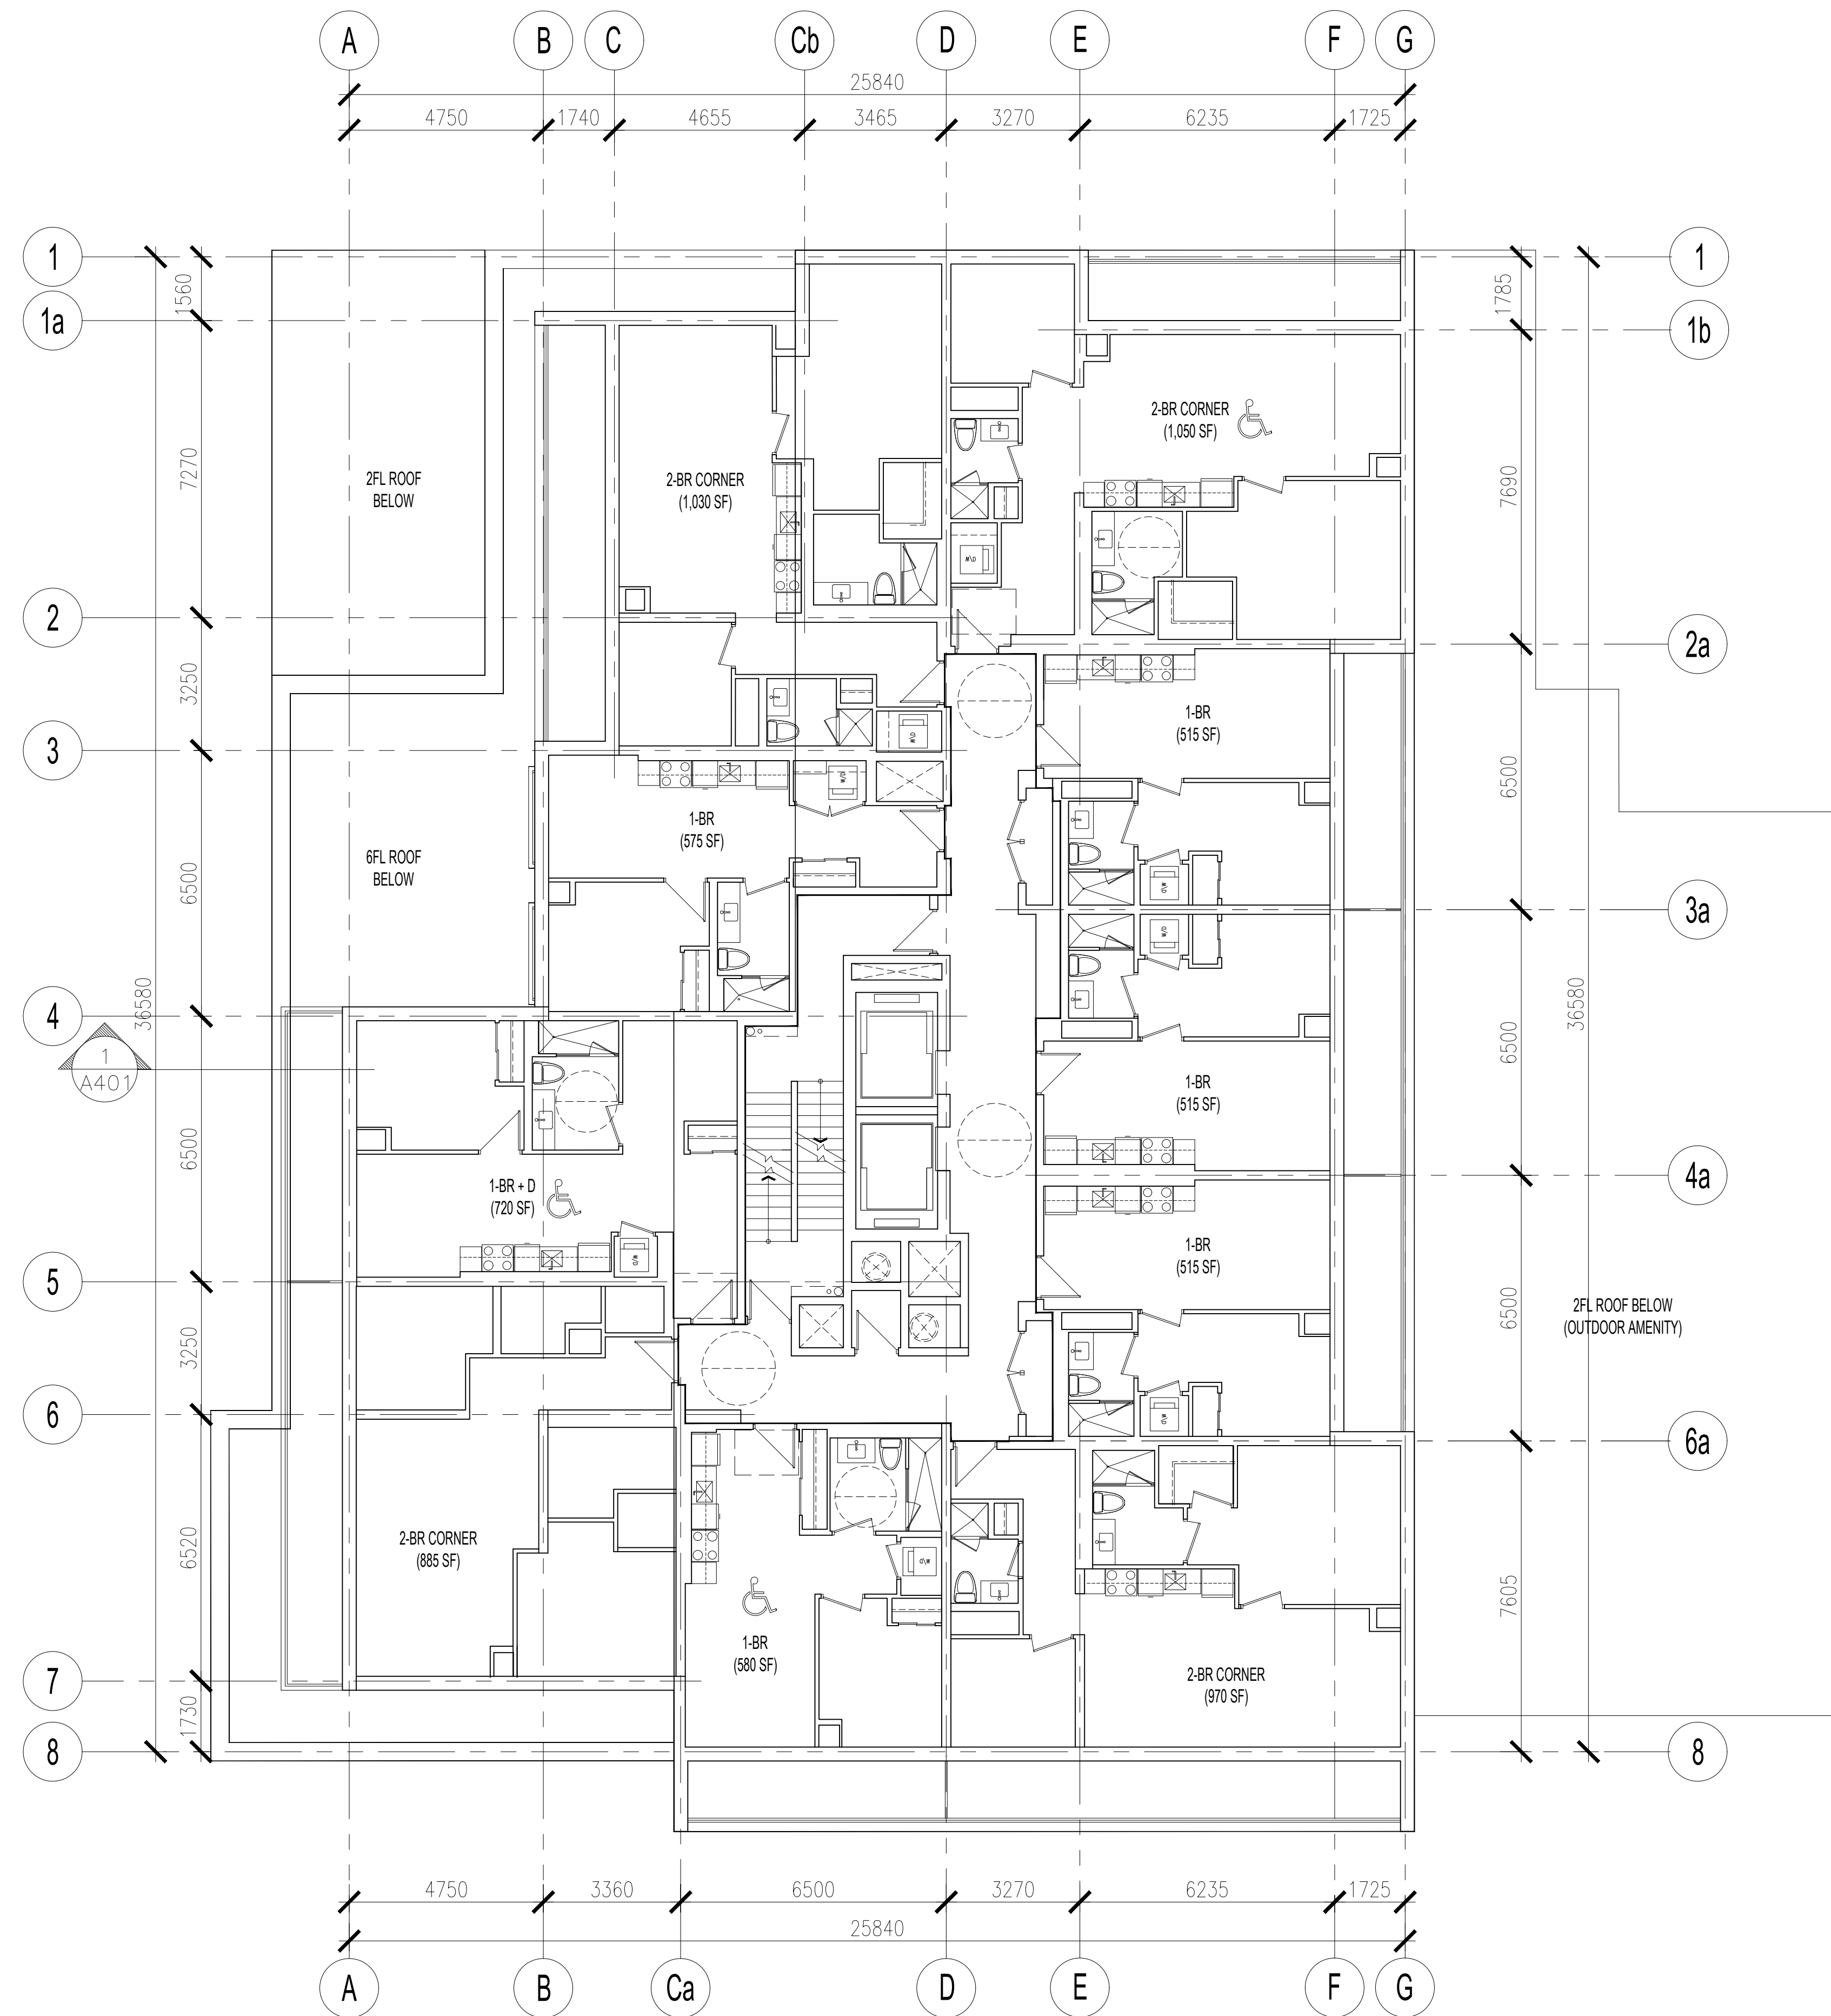 A B C Cb D E F G
25840
4750 1740 4655 3465 3270 6235 1725
1 1
1560 1785
1a 1b
7270 7690
2-BR CORNER
(1,050 SF)
2FL ROOF
BELOW
2-BR CORNER
(1,030 SF)
W\D
2 2a
3250
1-BR
(515 SF)
W\D
3
6500 6500
W\D
1-BR
(575 SF)
6FL ROOF
BELOW
W\D
3a
W\D
36580 36580
4
1
A401
6500 6500
1-BR
(515 SF)
1-BR + D
(720 SF)
4a
W\D
1-BR
(515 SF)
5
3250 6500
2FL ROOF BELOW
(OUTDOOR AMENITY)
W\D
6 6a
6520 7605
2-BR CORNER
(885 SF)
W\D
1-BR
(580 SF)
2-BR CORNER
(970 SF)
7
1730
8 8
4750 3360 6500 3270 6235 1725
25840
A B Ca D E F G